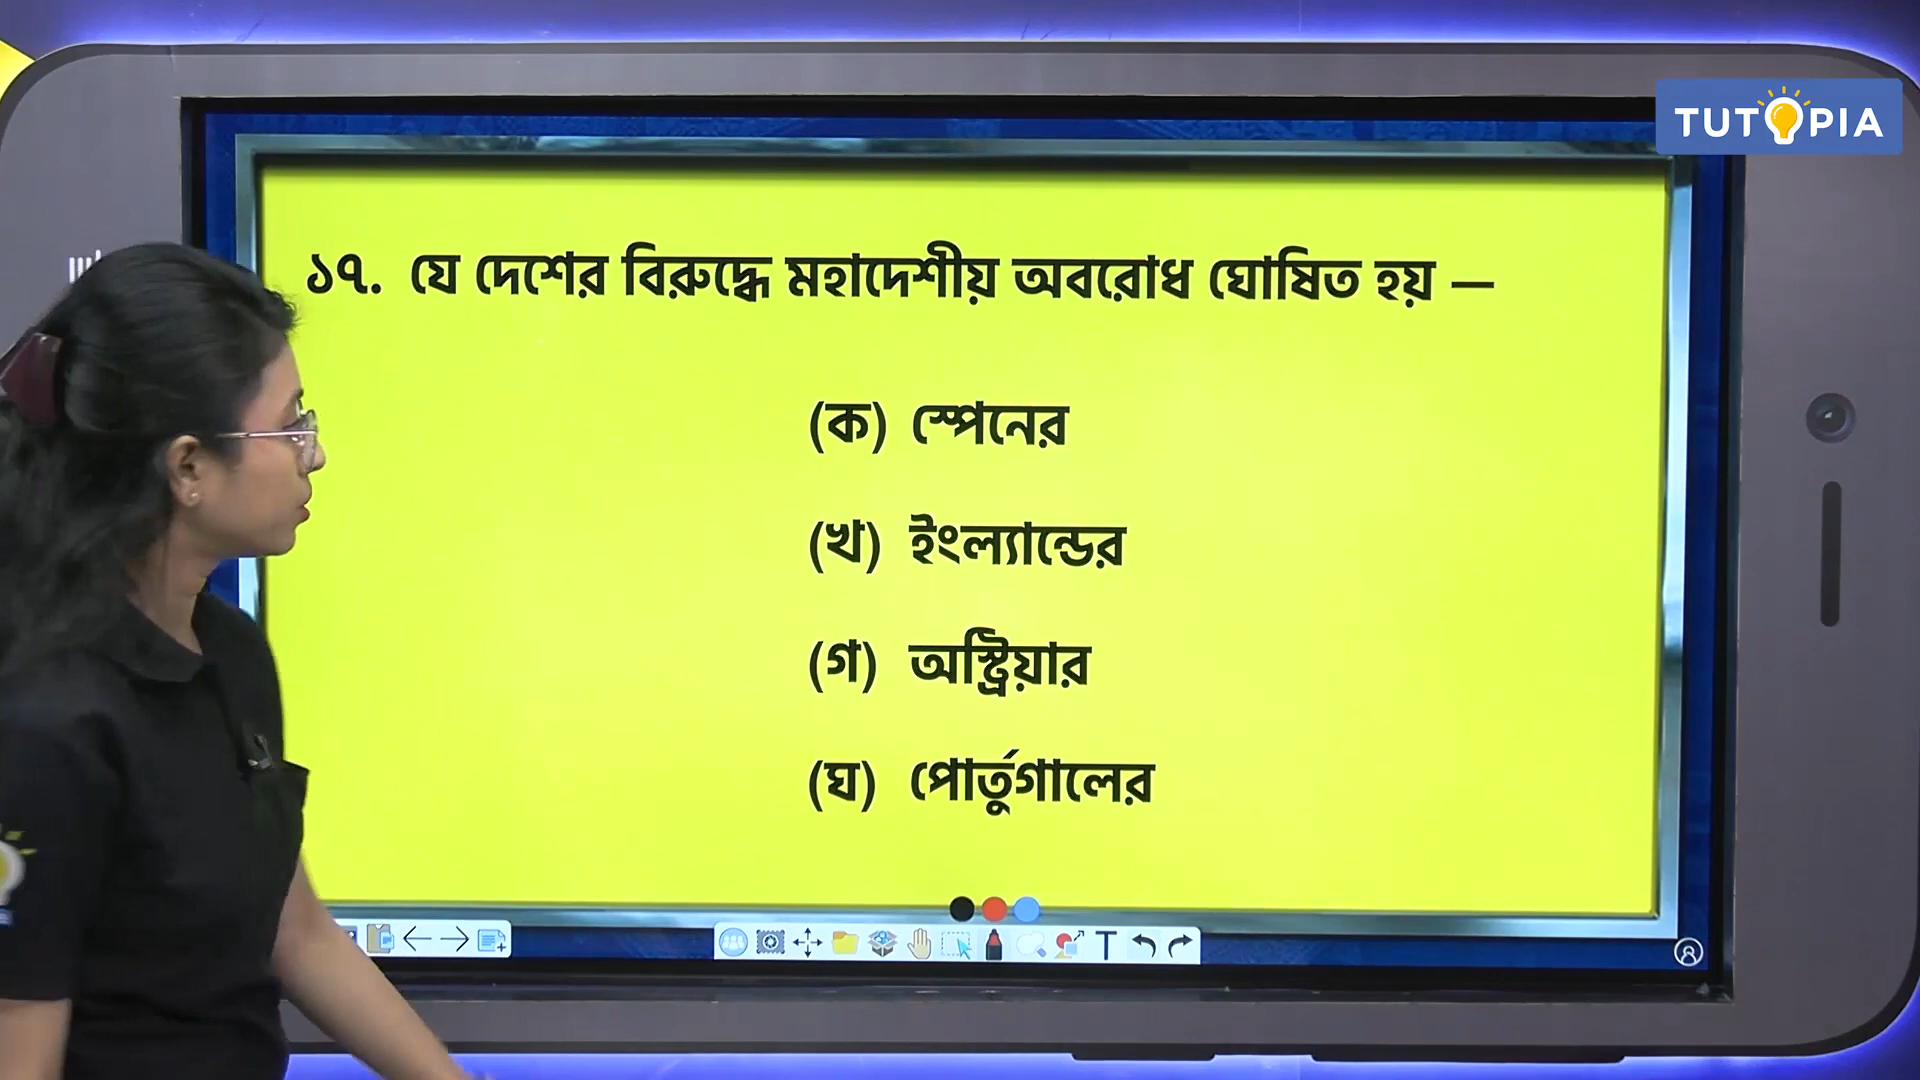 TUTOPIA
১৭. যে দেশের বিরুদ্ধে মহাদেশীয় অবরোধ ঘোষিত হয় —
(ক) স্পেনের
(খ) ইংল্যান্ডের
(গ) অস্ট্রিয়ার
(ঘ) পোর্তুগালের
T